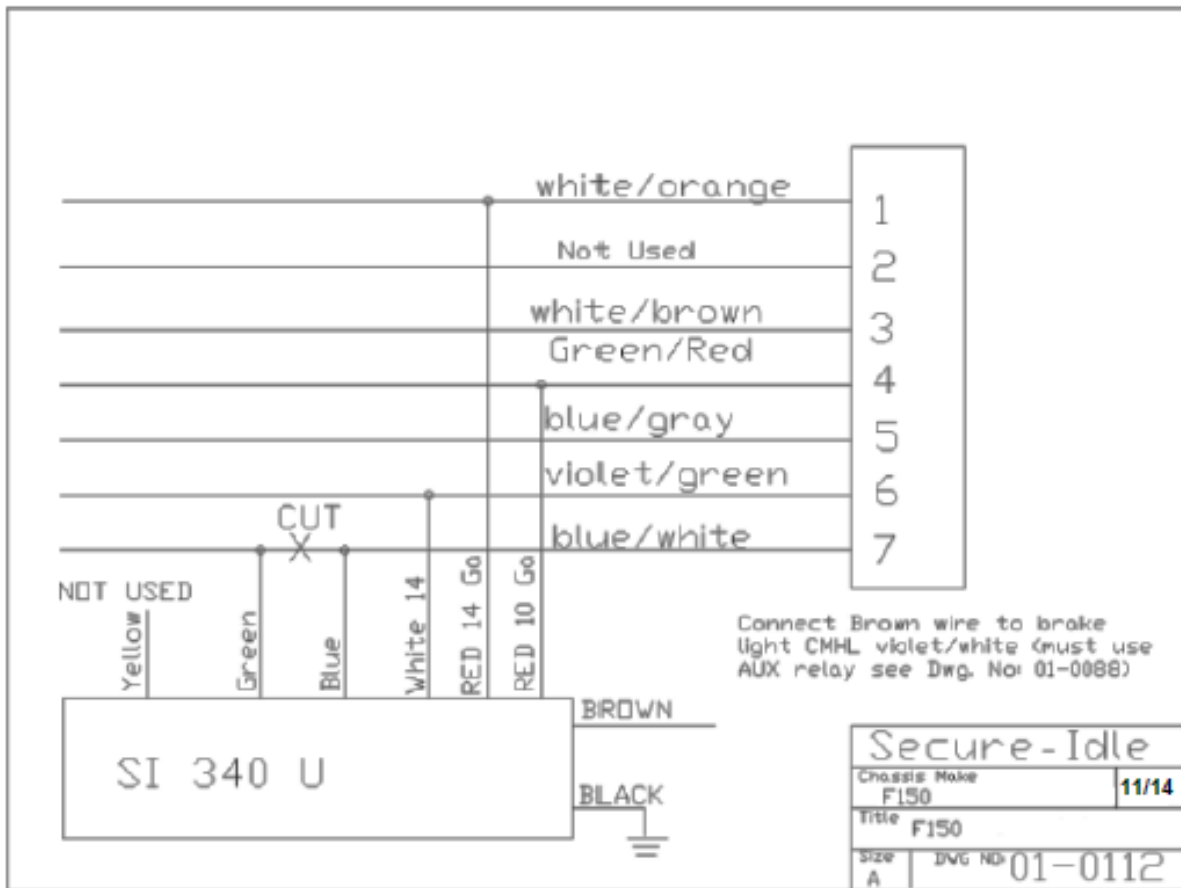 white/orange
1
Not Used
2
white/brown
3
Green/Red
4
blue/gray
5
violet/green
6
CUT
X
blue/white
7
NOT USED
Yellow
Green
Blue
White 14
RED 14 Ga
RED 10 Ga
Connect Brown wire to brake
light CMHL violet/white (must use
AUX relay see Dwg. No: 01-0088)
BROWN
SI 340 U
BLACK
Secure-Idle
Chassis Make
F150
11/14
Title F150
Size
A
DWG NO: 01-0112